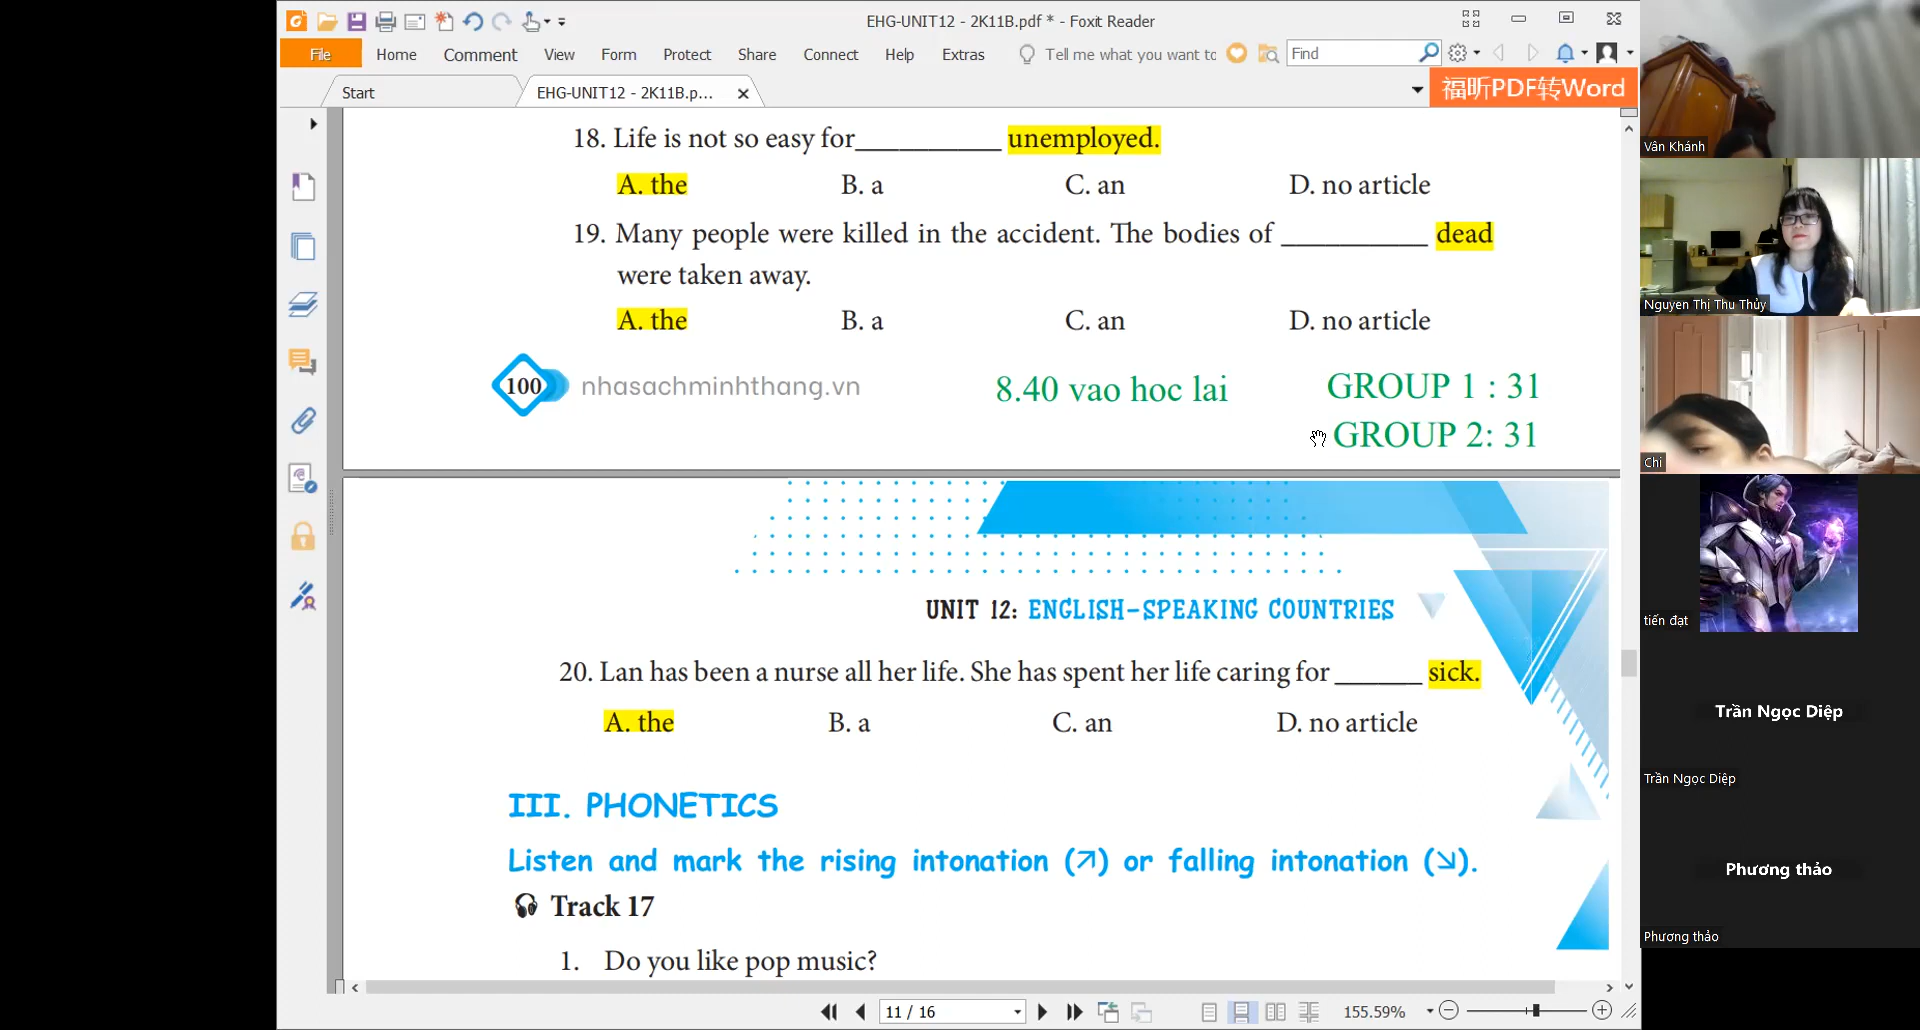 EHG-UNIT12 - 2K11B.pdf * - Foxit Reader
File Home Comment View Form Protect Share Connect Help Extras Tell me what you want to Find
Start EHG-UNIT12 - 2K11B.p...
福昕PDF转Word
18. Life is not so easy for__________ unemployed.
A. the B. a C. an D. no article
19. Many people were killed in the accident. The bodies of __________ dead
were taken away.
A. the B. a C. an D. no article
100 nhasachminhthang.vn 8.40 vao hoc lai GROUP 1 : 31
GROUP 2: 31
UNIT 12: ENGLISH-SPEAKING COUNTRIES
20. Lan has been a nurse all her life. She has spent her life caring for ______ sick.
A. the B. a C. an D. no article
III. PHONETICS
Listen and mark the rising intonation (↗) or falling intonation (↘).
Track 17
1. Do you like pop music?
11 / 16 155.59%
Vân Khánh
Nguyen Thị Thu Thủy
Chi
tiến đạt
Trần Ngọc Diệp
Trần Ngọc Diệp
Phương thảo
Phương thảo